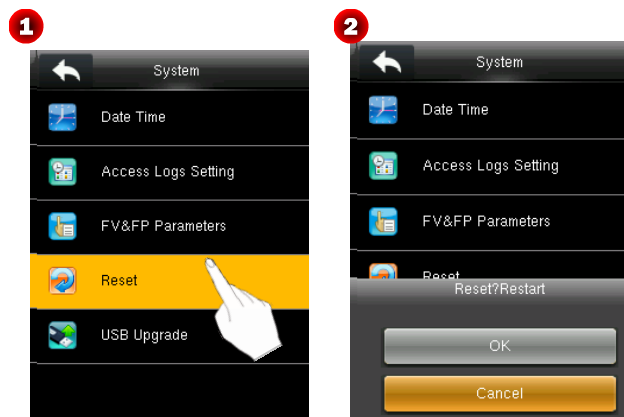 1
System
Date Time
Access Logs Setting
FV&FP Parameters
Reset
USB Upgrade
2
System
Date Time
Access Logs Setting
FV&FP Parameters
Reset
Reset?Restart
OK
Cancel